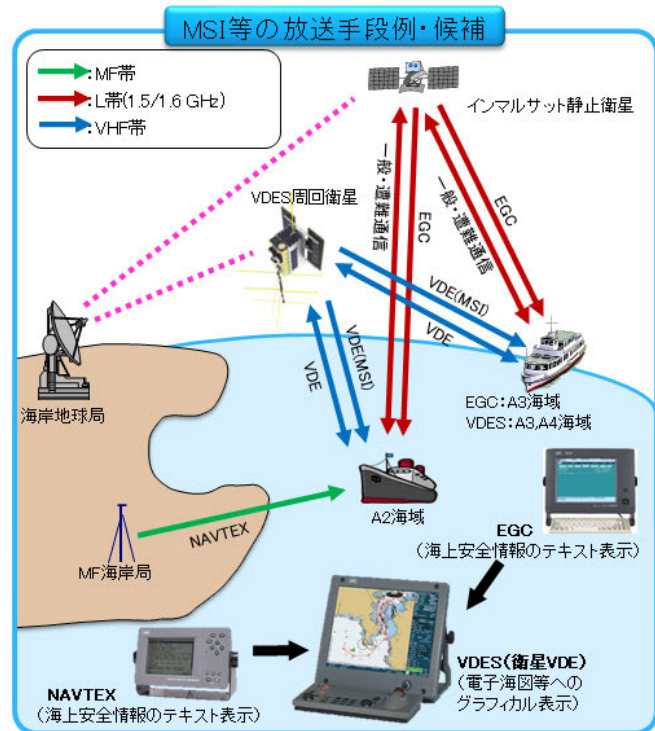 MSI等の放送手段例・候補
:MF帯
:L帯(1.5/1.6 GHz)
:VHF帯
インマルサット静止衛星
VDES周回衛星
一般・遭難通信
EGC
一般・遭難通信
EGC
VDE(MSI)
VDE
VDE
VDE(MSI)
海岸地球局
EGC:A3海域
VDES:A3,A4海域
A2海域
NAVTEX
MF海岸局
EGC
(海上安全情報のテキスト表示)
VDES(衛星VDE)
(電子海図等への
グラフィカル表示)
NAVTEX
(海上安全情報のテキスト表示)